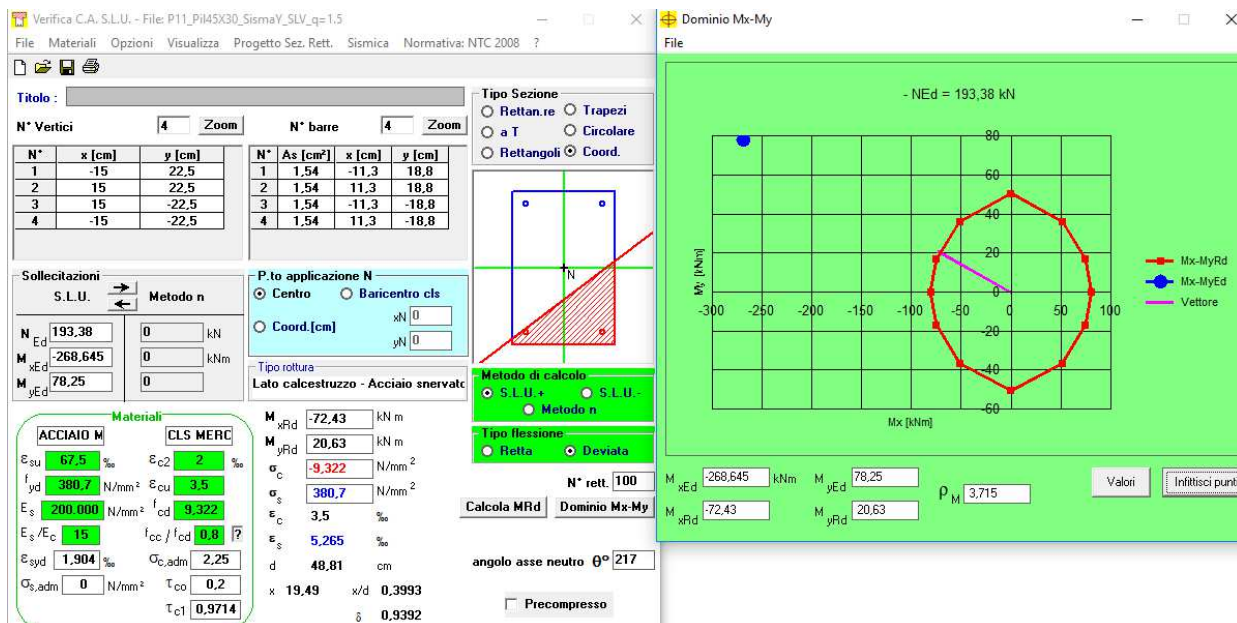 Verifica C.A. S.L.U. - File: P11_Pil45X30_SismaY_SLV_q=1.5
File Materiali Opzioni Visualizza Progetto Sez. Rett. Sismica Normativa: NTC 2008 ?
Titolo :
N° Vertici 4 Zoom N° barre 4 Zoom
N° x [cm] y [cm]
1 -15 22,5
2 15 22,5
3 15 -22,5
4 -15 -22,5
N° As [cm²] x [cm] y [cm]
1 1,54 -11,3 18,8
2 1,54 11,3 18,8
3 1,54 -11,3 -18,8
4 1,54 11,3 -18,8
Tipo Sezione
Rettan.re Trapezi
a T Circolare
Rettangoli Coord.
N
Sollecitazioni
S.L.U. Metodo n
N Ed 193,38 0 kN
M xEd -268,645 0 kNm
M yEd 78,25 0
P.to applicazione N
Centro Baricentro cls
Coord.[cm] xN 0
yN 0
Tipo rottura
Lato calcestruzzo - Acciaio snervato
Metodo di calcolo
S.L.U.+ S.L.U.-
Metodo n
Tipo flessione
Retta Deviata
N° rett. 100
Calcola MRd Dominio Mx-My
angolo asse neutro θ° 217
Precompresso
Materiali
ACCIAIO M CLS MERC
εsu 67,5 ‰ εc2 2 ‰
fyd 380,7 N/mm² εcu 3,5
Es 200.000 N/mm² fcd 9,322
Es/Ec 15 fcc / fcd 0,8 ?
εsyd 1,904 ‰ σc,adm 2,25
σs,adm 0 N/mm² τco 0,2
τc1 0,9714
M xRd -72,43 kN m
M yRd 20,63 kN m
σc -9,322 N/mm²
σs 380,7 N/mm²
εc 3,5 ‰
εs 5,265 ‰
d 48,81 cm
x 19,49 x/d 0,3993
δ 0,9392
Dominio Mx-My
File
- NEd = 193,38 kN
80
60
40
20
0
-20
-40
-60
-300 -250 -200 -150 -100 -50 0 50 100
My [kNm]
Mx [kNm]
Mx-MyRd
Mx-MyEd
Vettore
M xEd -268,645 kNm M yEd 78,25
M xRd -72,43 M yRd 20,63
ρ M 3,715
Valori Infittisci punti